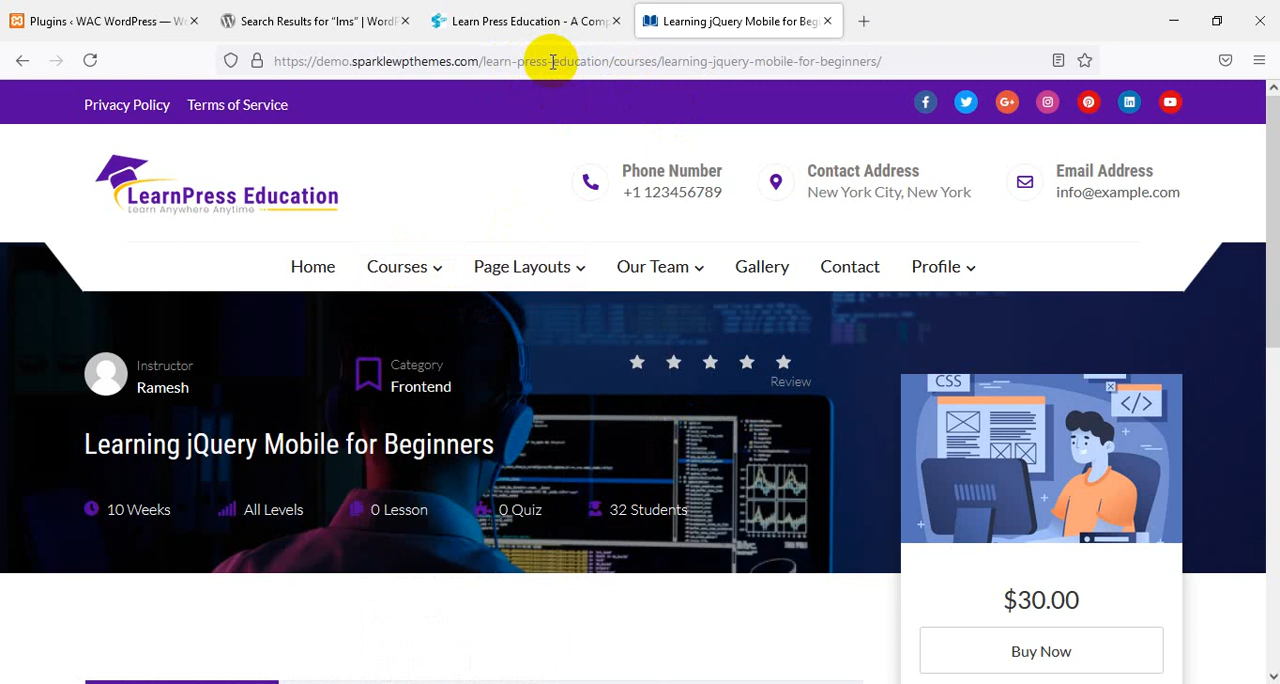 Plugins ‹ WAC WordPress — Wo
Search Results for “lms” | WordP
Learn Press Education - A Comp
Learning jQuery Mobile for Beg
https://demo.sparklewpthemes.com/learn-press-education/courses/learning-jquery-mobile-for-beginners/
Privacy Policy Terms of Service
LearnPress Education
Learn Anywhere Anytime
Phone Number
+1 123456789
Contact Address
New York City, New York
Email Address
info@example.com
Home Courses Page Layouts Our Team Gallery Contact Profile
Instructor
Ramesh
Category
Frontend
Review
Learning jQuery Mobile for Beginners
10 Weeks All Levels 0 Lesson 0 Quiz 32 Students
CSS
</>
$30.00
Buy Now